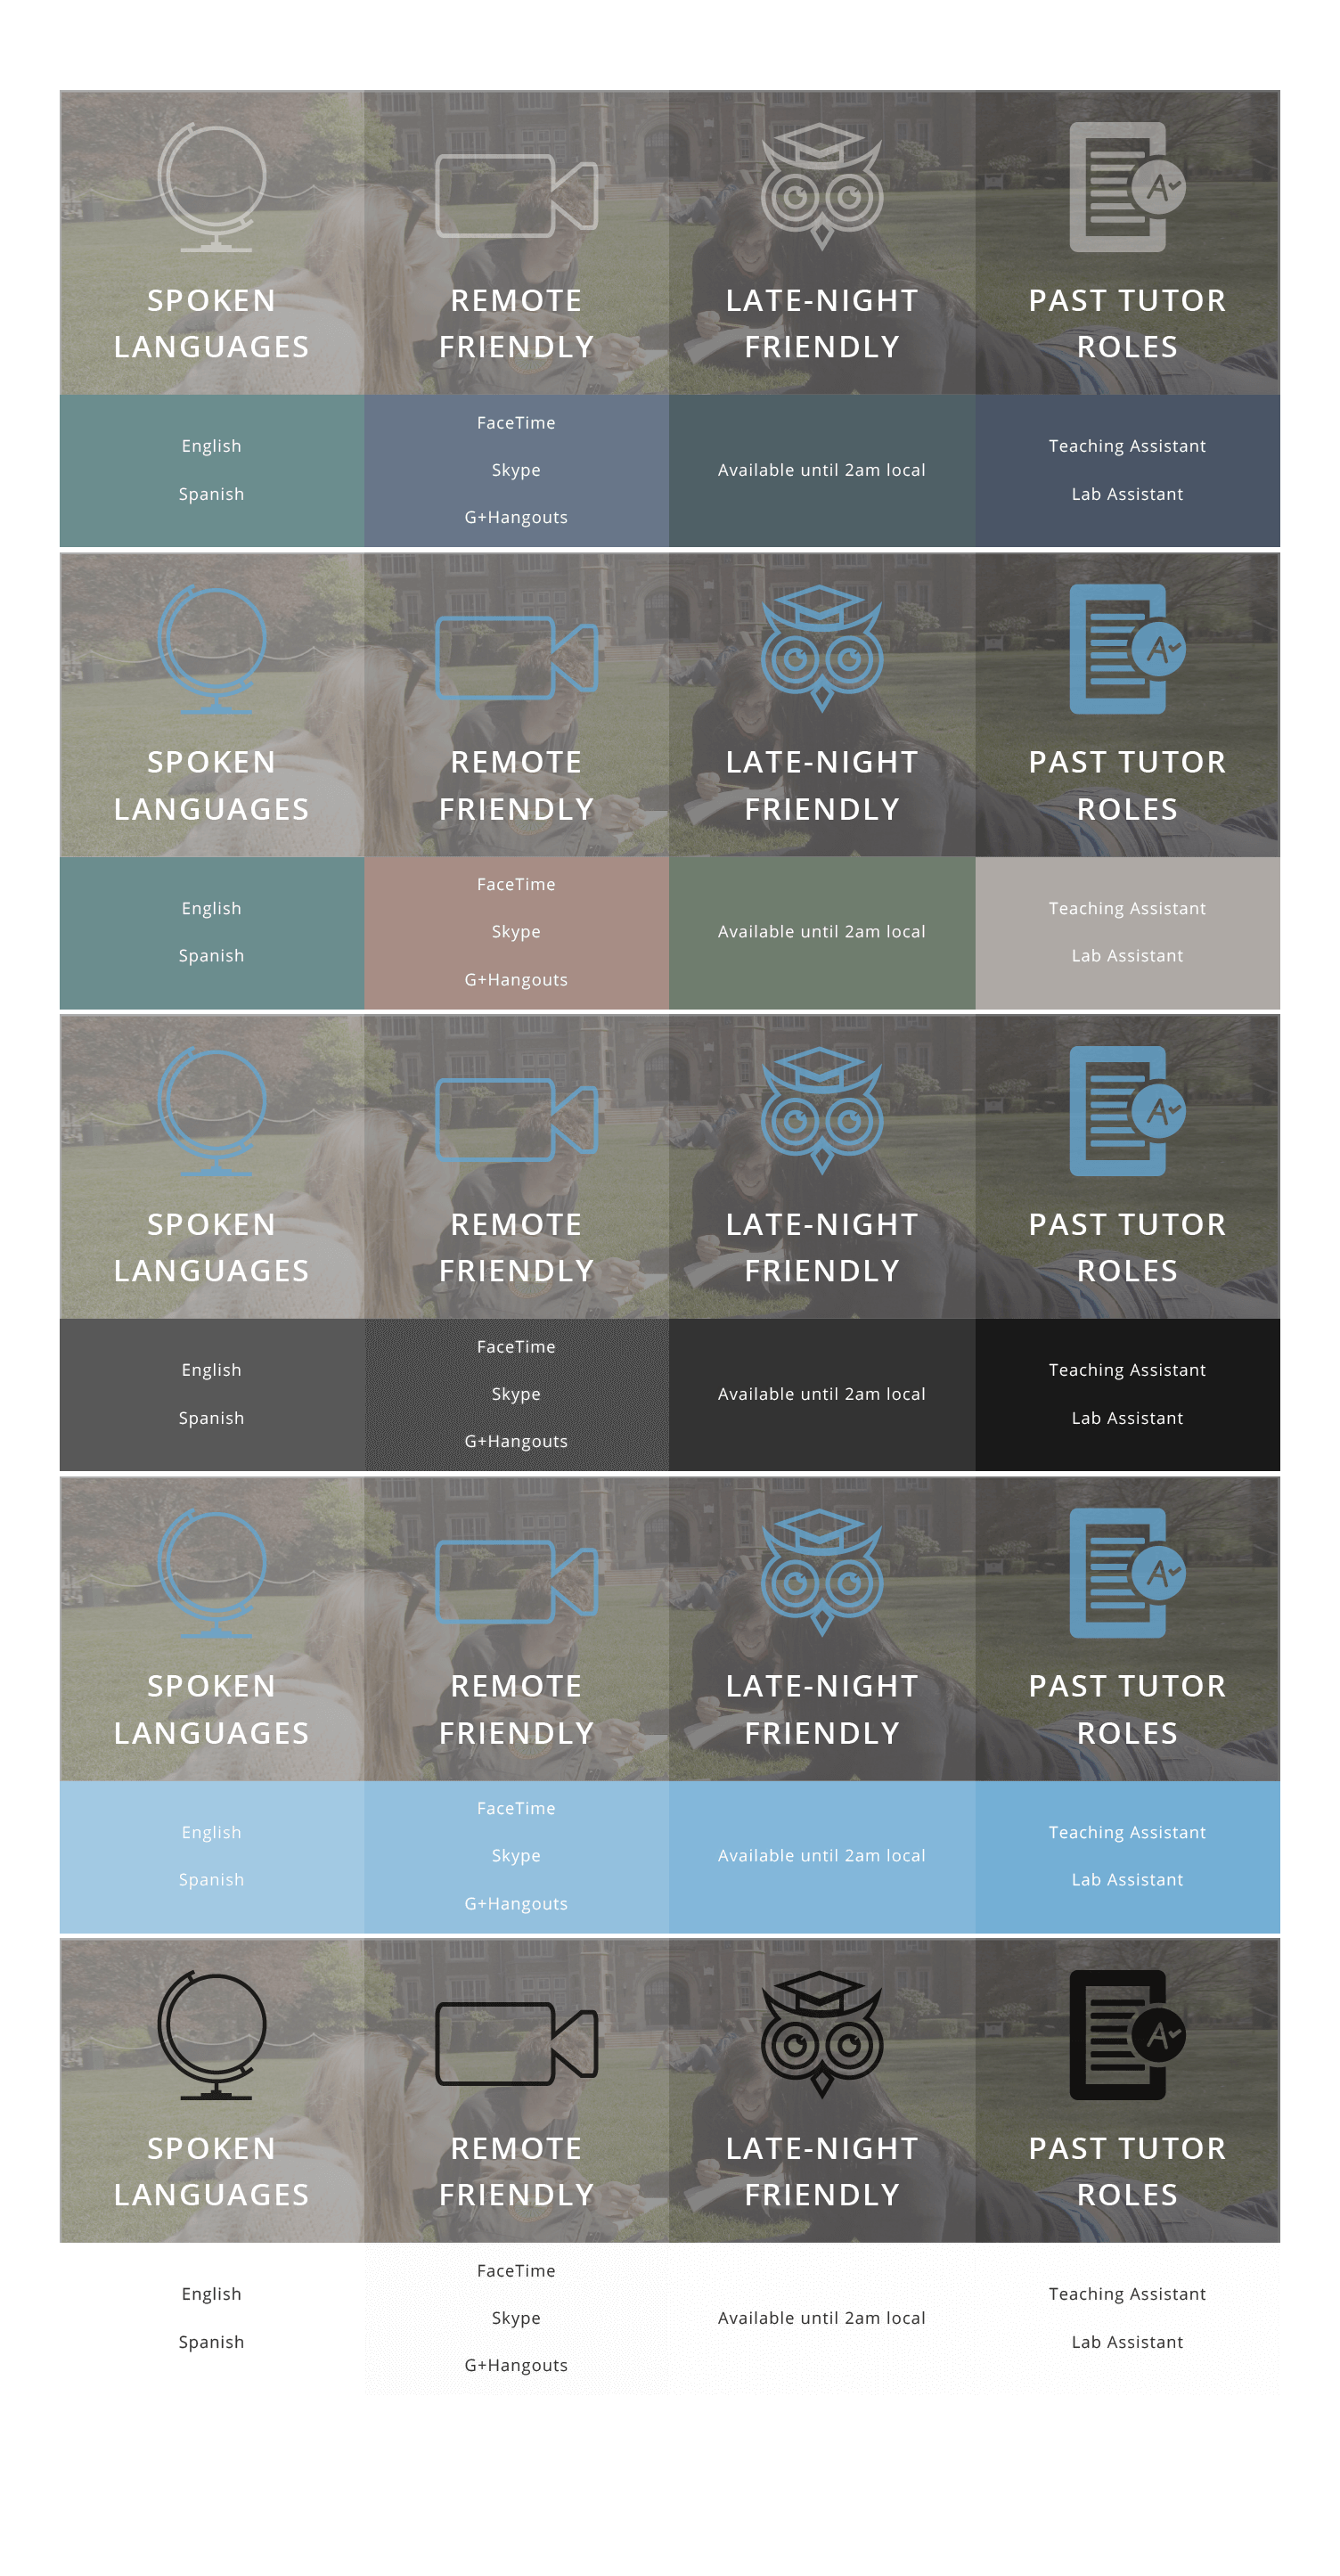 SPOKEN
LANGUAGES
REMOTE
FRIENDLY
LATE-NIGHT
FRIENDLY
A
PAST TUTOR
ROLES
English
Spanish
FaceTime
Skype
G+Hangouts
Available until 2am local
Teaching Assistant
Lab Assistant
SPOKEN
LANGUAGES
REMOTE
FRIENDLY
LATE-NIGHT
FRIENDLY
A
PAST TUTOR
ROLES
English
Spanish
FaceTime
Skype
G+Hangouts
Available until 2am local
Teaching Assistant
Lab Assistant
SPOKEN
LANGUAGES
REMOTE
FRIENDLY
LATE-NIGHT
FRIENDLY
A
PAST TUTOR
ROLES
English
Spanish
FaceTime
Skype
G+Hangouts
Available until 2am local
Teaching Assistant
Lab Assistant
SPOKEN
LANGUAGES
REMOTE
FRIENDLY
LATE-NIGHT
FRIENDLY
A
PAST TUTOR
ROLES
English
Spanish
FaceTime
Skype
G+Hangouts
Available until 2am local
Teaching Assistant
Lab Assistant
SPOKEN
LANGUAGES
REMOTE
FRIENDLY
LATE-NIGHT
FRIENDLY
A
PAST TUTOR
ROLES
English
Spanish
FaceTime
Skype
G+Hangouts
Available until 2am local
Teaching Assistant
Lab Assistant